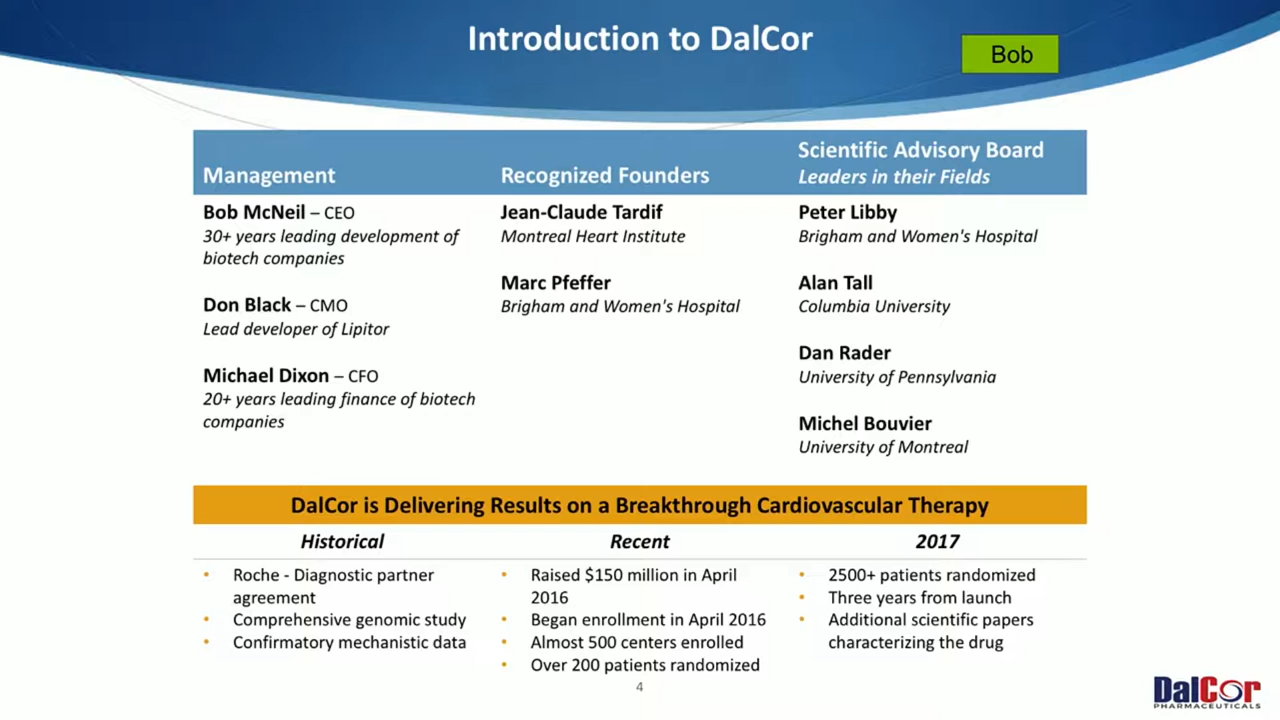 Introduction to DalCor
Bob
Management
Recognized Founders
Scientific Advisory Board
Leaders in their Fields
Bob McNeil – CEO
30+ years leading development of
biotech companies
Don Black – CMO
Lead developer of Lipitor
Michael Dixon – CFO
20+ years leading finance of biotech
companies
Jean-Claude Tardif
Montreal Heart Institute
Marc Pfeffer
Brigham and Women's Hospital
Peter Libby
Brigham and Women's Hospital
Alan Tall
Columbia University
Dan Rader
University of Pennsylvania
Michel Bouvier
University of Montreal
DalCor is Delivering Results on a Breakthrough Cardiovascular Therapy
Historical
• Roche - Diagnostic partner
agreement
• Comprehensive genomic study
• Confirmatory mechanistic data
Recent
• Raised $150 million in April
2016
• Began enrollment in April 2016
• Almost 500 centers enrolled
• Over 200 patients randomized
2017
• 2500+ patients randomized
• Three years from launch
• Additional scientific papers
characterizing the drug
4
DalCor
PHARMACEUTICALS